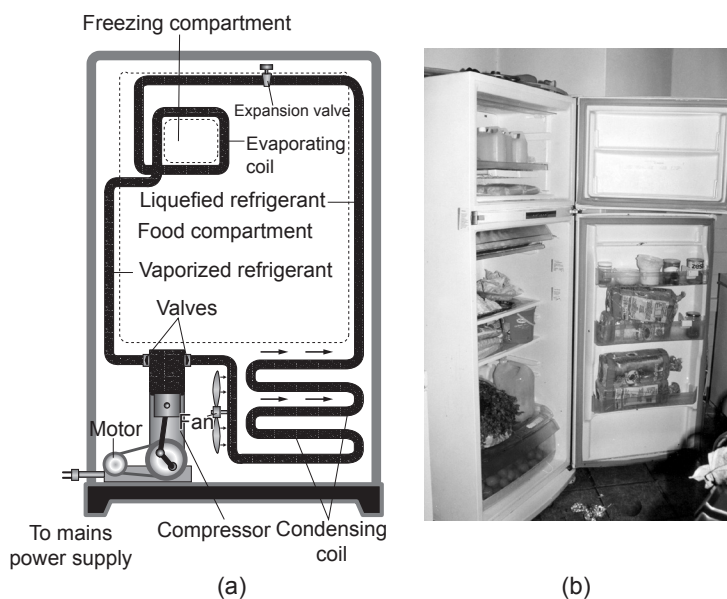 Freezing compartment
Expansion valve
Evaporating
coil
Liquefied refrigerant
Food compartment
Vaporized refrigerant
Valves
Fan
Motor
To mains
power supply
Compressor
Condensing
coil
(a)
(b)